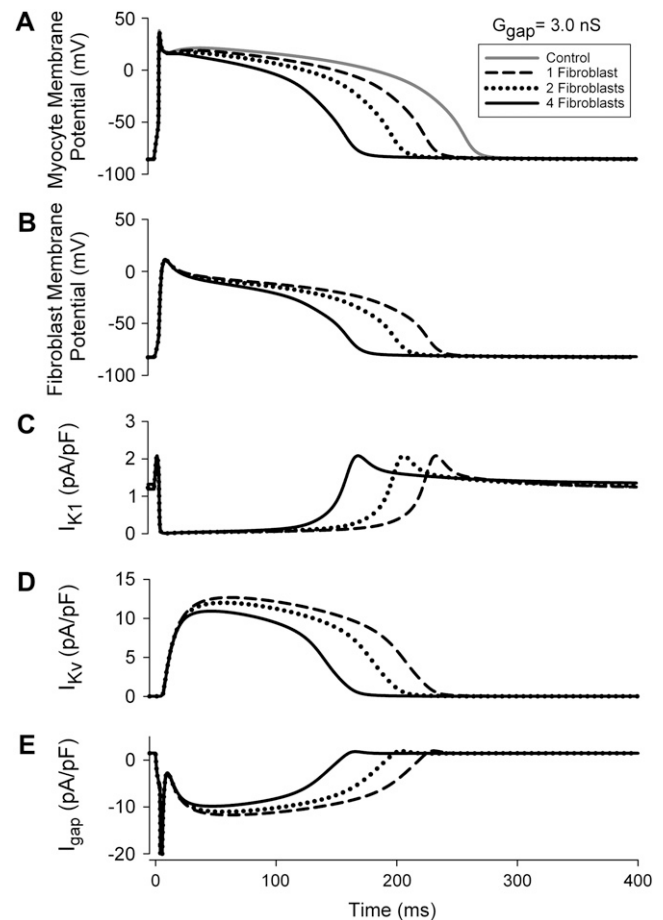 A
G_gap= 3.0 nS
Control
1 Fibroblast
2 Fibroblasts
4 Fibroblasts
Myocyte Membrane
Potential (mV)
50
0
-50
-100
B
Fibroblast Membrane
Potential (mV)
50
0
-50
-100
C
I_K1 (pA/pF)
3
2
1
0
D
I_Kv (pA/pF)
15
10
5
0
E
I_gap (pA/pF)
0
-10
-20
0 100 200 300 400
Time (ms)